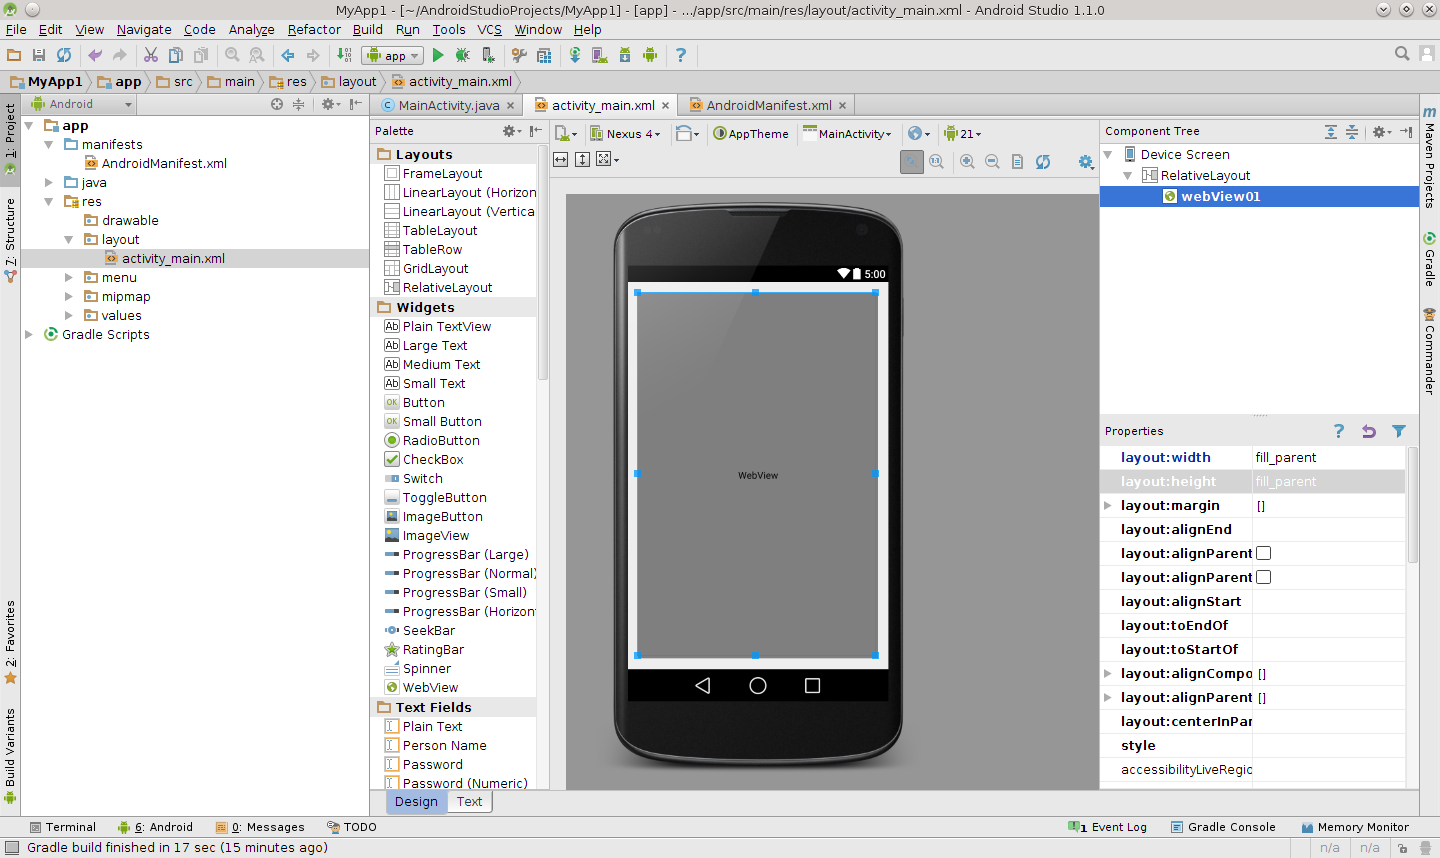 MyApp1 - [~/AndroidStudioProjects/MyApp1] - [app] - .../app/src/main/res/layout/activity_main.xml - Android Studio 1.1.0
File Edit View Navigate Code Analyze Refactor Build Run Tools VCS Window Help
app
MyApp1 app src main res layout activity_main.xml
1: Project
7: Structure
2: Favorites
Build Variants
Android
app
manifests
AndroidManifest.xml
java
res
drawable
layout
activity_main.xml
menu
mipmap
values
Gradle Scripts
MainActivity.java activity_main.xml AndroidManifest.xml
Palette
Layouts
FrameLayout
LinearLayout (Horizon
LinearLayout (Vertica
TableLayout
TableRow
GridLayout
RelativeLayout
Widgets
Ab Plain TextView
Ab Large Text
Ab Medium Text
Ab Small Text
OK Button
OK Small Button
RadioButton
CheckBox
Switch
ToggleButton
ImageButton
ImageView
ProgressBar (Large)
ProgressBar (Normal)
ProgressBar (Small)
ProgressBar (Horizon
SeekBar
RatingBar
Spinner
WebView
Text Fields
Plain Text
Person Name
Password
Password (Numeric)
Design Text
Nexus 4 AppTheme MainActivity 21
1:1
5:00
WebView
Component Tree
Device Screen
RelativeLayout
webView01
Properties
layout:width fill_parent
layout:height fill_parent
layout:margin []
layout:alignEnd
layout:alignParent
layout:alignParent
layout:alignStart
layout:toEndOf
layout:toStartOf
layout:alignCompo []
layout:alignParent []
layout:centerInPar
style
accessibilityLiveRegio
m Maven Projects
Gradle
Commander
Terminal 6: Android 0: Messages TODO 1 Event Log Gradle Console Memory Monitor
Gradle build finished in 17 sec (15 minutes ago) n/a n/a